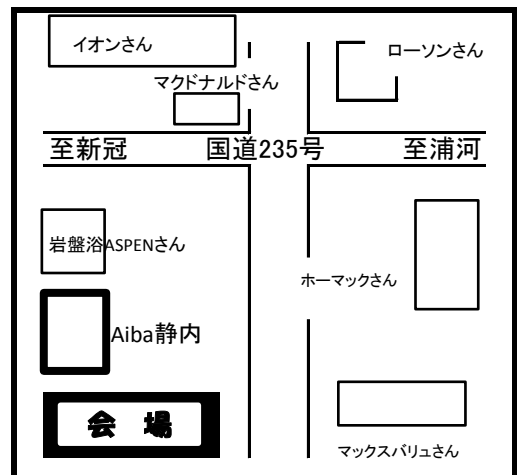 イオンさん
ローソンさん
マクドナルドさん
至新冠 国道235号 至浦河
岩盤浴ASPENさん
ホーマックさん
Aiba静内
会場
マックスバリュさん